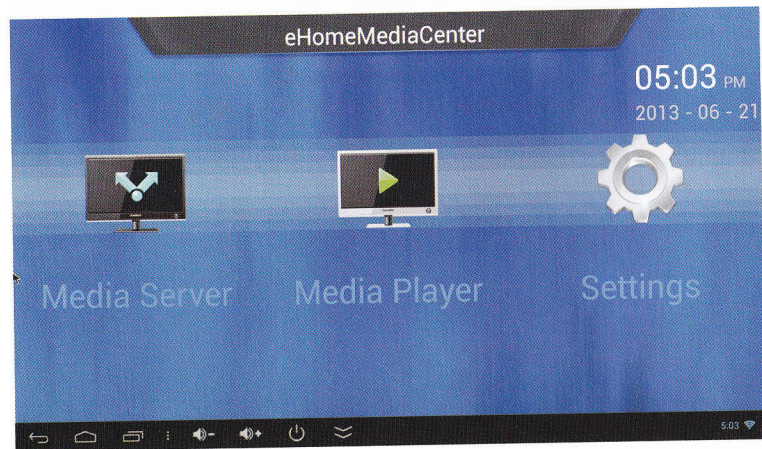 eHomeMediaCenter
05:03 PM
2013 - 06 - 21
Media Server
Media Player
Settings
5:03